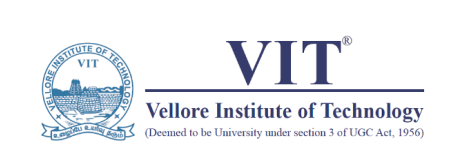 VELLORE INSTITUTE OF TECHNOLOGY
VIT
VIT®
Vellore Institute of Technology
(Deemed to be University under section 3 of UGC Act, 1956)